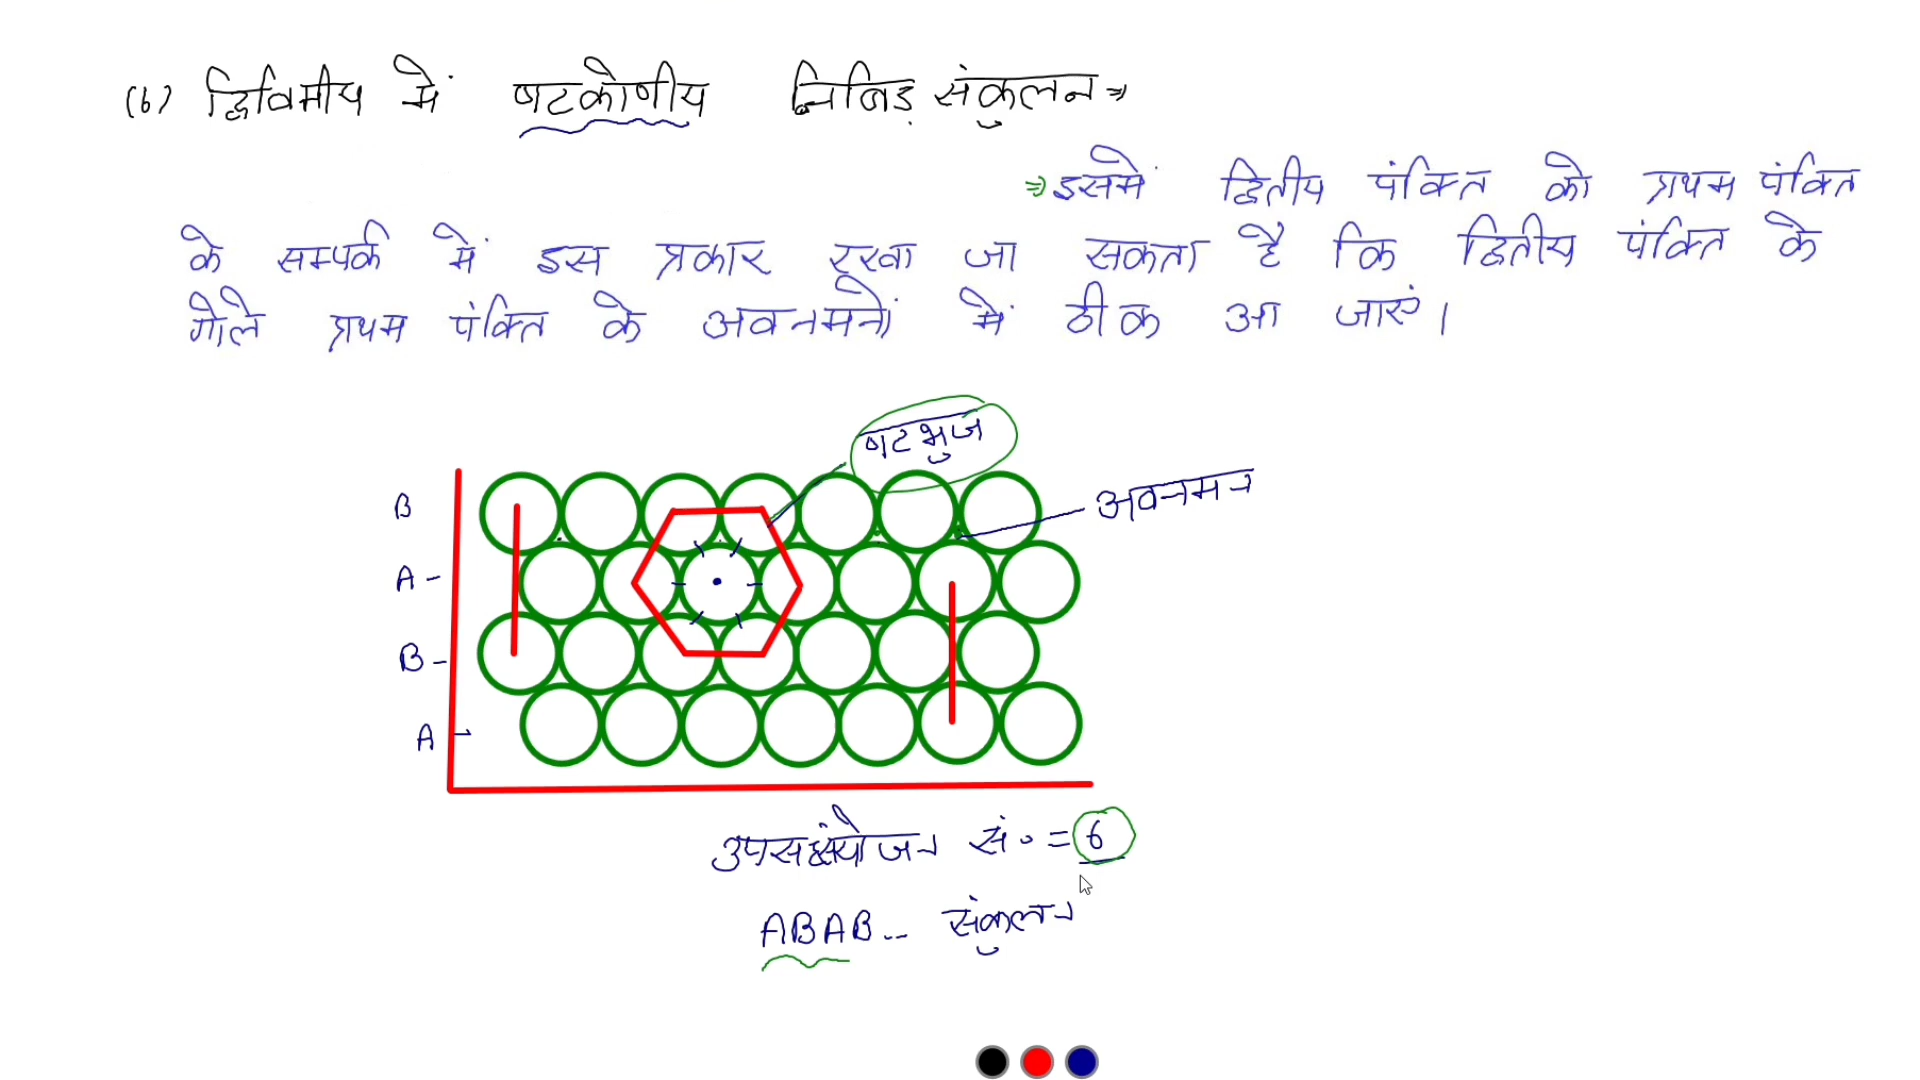 (b) द्विविमीय में षटकोणीय निबिड़ संकुलन ⇒
⇒ इसमें द्वितीय पंक्ति को प्रथम पंक्ति
के सम्पर्क में इस प्रकार रखा जा सकता है कि द्वितीय पंक्ति के
गोले प्रथम पंक्ति के अवनमनों में ठीक आ जाएं।
षटभुज
अवनमन
B
A -
B -
A -
उपसहसंयोजन सं० = 6
ABAB -- संकुलन